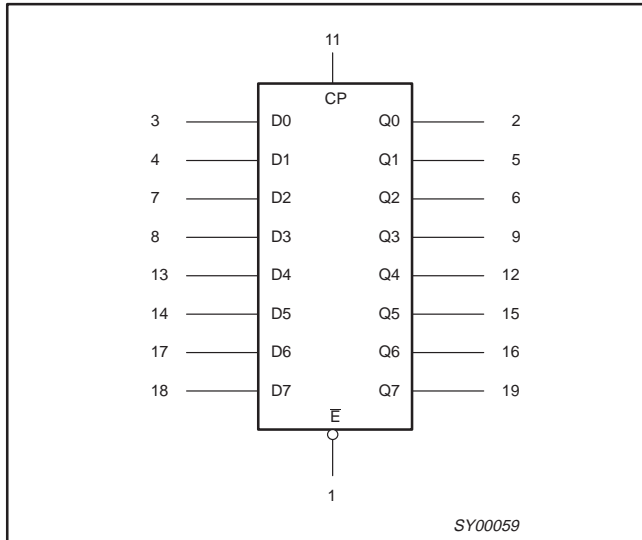 11
CP
3 D0 Q0 2
4 D1 Q1 5
7 D2 Q2 6
8 D3 Q3 9
13 D4 Q4 12
14 D5 Q5 15
17 D6 Q6 16
18 D7 Q7 19
E̅
1
SY00059